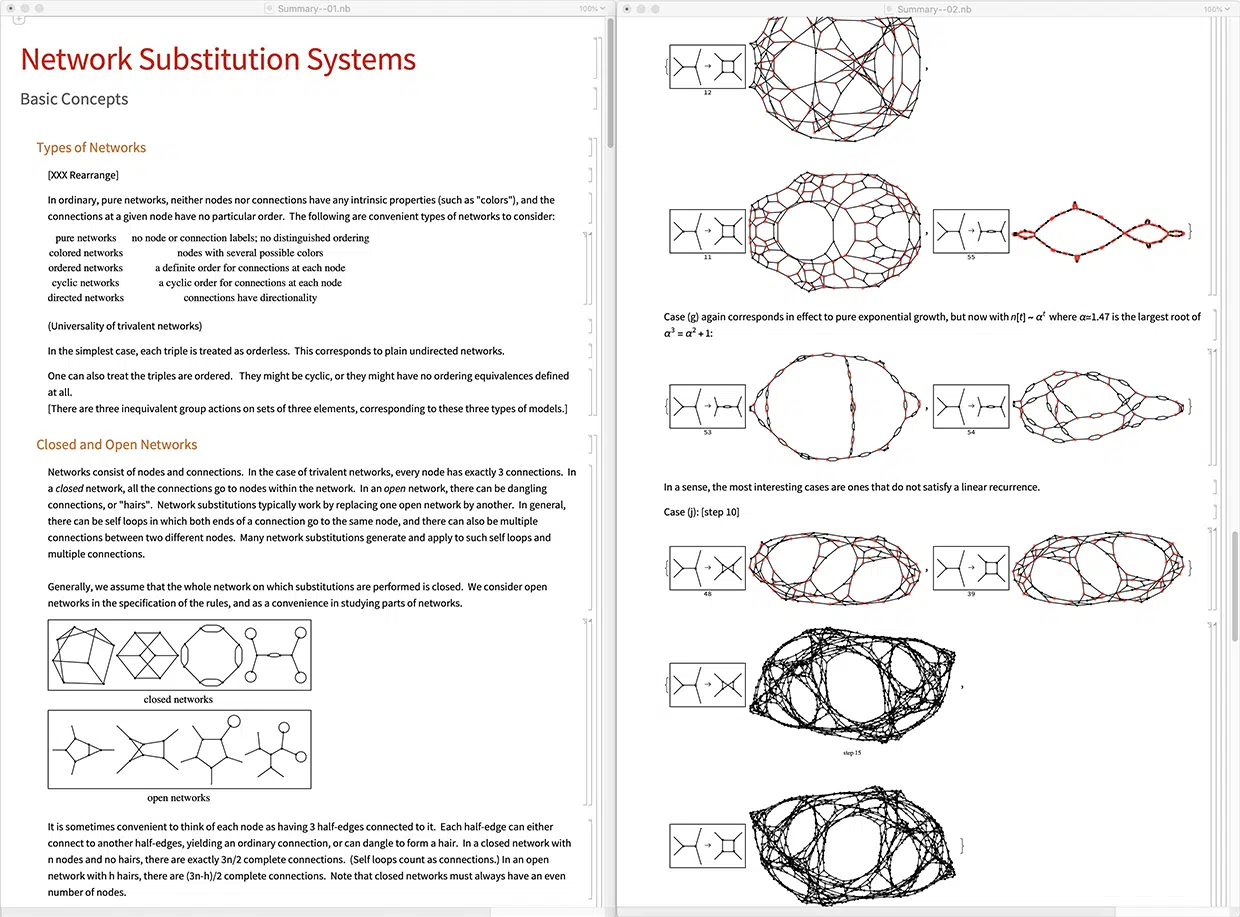 Summary--01.nb
100%
Network Substitution Systems
Basic Concepts
Types of Networks
[XXX Rearrange]
In ordinary, pure networks, neither nodes nor connections have any intrinsic properties (such as "colors"), and the
connections at a given node have no particular order. The following are convenient types of networks to consider:
pure networks no node or connection labels; no distinguished ordering
colored networks nodes with several possible colors
ordered networks a definite order for connections at each node
cyclic networks a cyclic order for connections at each node
directed networks connections have directionality
(Universality of trivalent networks)
In the simplest case, each triple is treated as orderless. This corresponds to plain undirected networks.
One can also treat the triples are ordered. They might be cyclic, or they might have no ordering equivalences defined
at all.
[There are three inequivalent group actions on sets of three elements, corresponding to these three types of models.]
Closed and Open Networks
Networks consist of nodes and connections. In the case of trivalent networks, every node has exactly 3 connections. In
a closed network, all the connections go to nodes within the network. In an open network, there can be dangling
connections, or "hairs". Network substitutions typically work by replacing one open network by another. In general,
there can be self loops in which both ends of a connection go to the same node, and there can also be multiple
connections between two different nodes. Many network substitutions generate and apply to such self loops and
multiple connections.
Generally, we assume that the whole network on which substitutions are performed is closed. We consider open
networks in the specification of the rules, and as a convenience in studying parts of networks.
closed networks
open networks
It is sometimes convenient to think of each node as having 3 half-edges connected to it. Each half-edge can either
connect to another half-edges, yielding an ordinary connection, or can dangle to form a hair. In a closed network with
n nodes and no hairs, there are exactly 3n/2 complete connections. (Self loops count as connections.) In an open
network with h hairs, there are (3n-h)/2 complete connections. Note that closed networks must always have an even
number of nodes.
Summary--02.nb
100%
{ → ,
12
11
55 }
Case (g) again corresponds in effect to pure exponential growth, but now with n[t] ~ αᵗ where α≃1.47 is the largest root of
α³ = α² + 1:
{ → , → }
53 54
In a sense, the most interesting cases are ones that do not satisfy a linear recurrence.
Case (j): [step 10]
{ → , → }
48 39
{ → ,
step 15
→ }